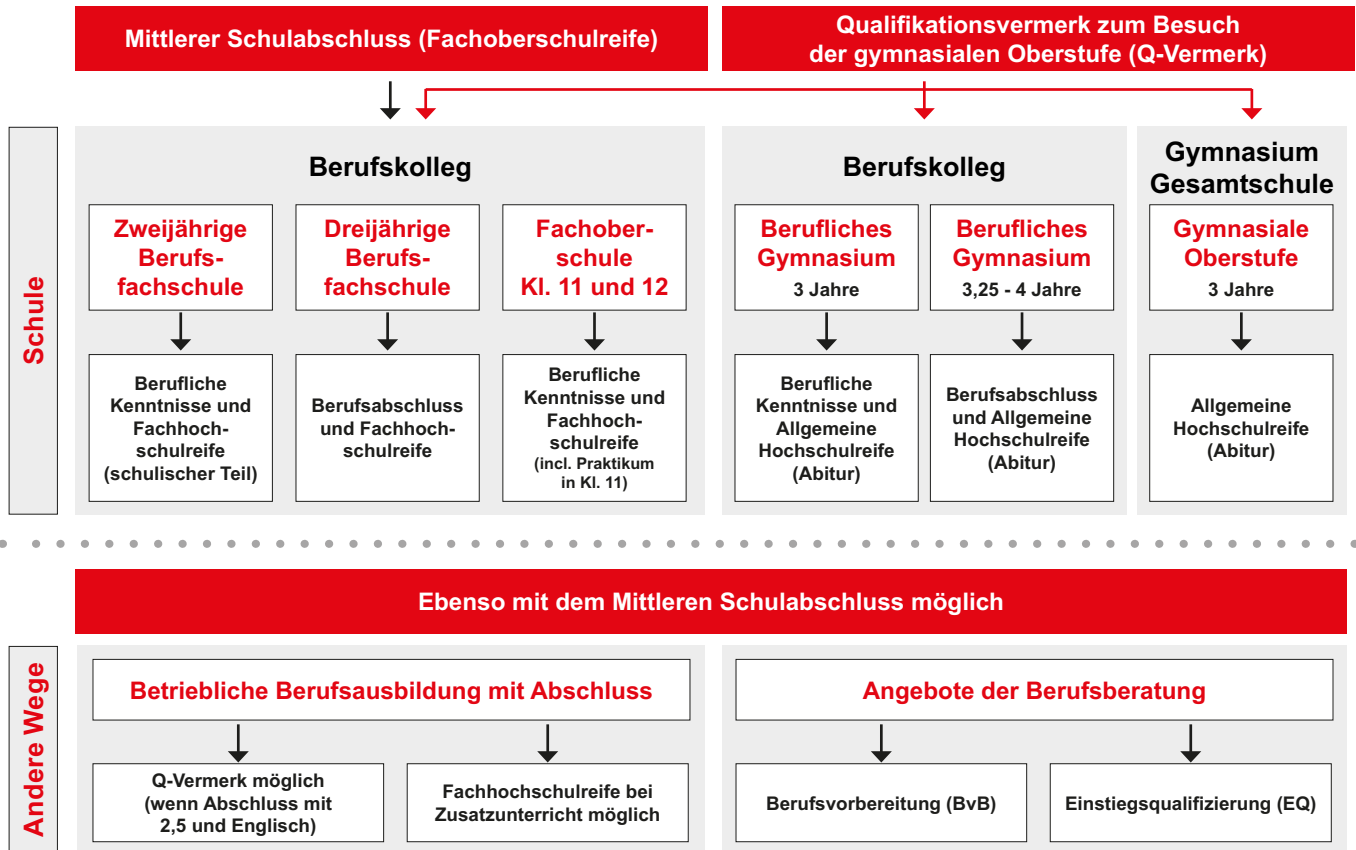 Mittlerer Schulabschluss (Fachoberschulreife)
Qualifikationsvermerk zum Besuch
der gymnasialen Oberstufe (Q-Vermerk)
Schule
Berufskolleg
Zweijährige
Berufs-
fachschule
Dreijährige
Berufs-
fachschule
Fachober-
schule
Kl. 11 und 12
Berufliche
Kenntnisse und
Fachhoch-
schulreife
(schulischer Teil)
Berufsabschluss
und Fachhoch-
schulreife
Berufliche
Kenntnisse und
Fachhoch-
schulreife
(incl. Praktikum
in Kl. 11)
Berufskolleg
Berufliches
Gymnasium
3 Jahre
Berufliches
Gymnasium
3,25 - 4 Jahre
Berufliche
Kenntnisse und
Allgemeine
Hochschulreife
(Abitur)
Berufsabschluss
und Allgemeine
Hochschulreife
(Abitur)
Gymnasium
Gesamtschule
Gymnasiale
Oberstufe
3 Jahre
Allgemeine
Hochschulreife
(Abitur)
Ebenso mit dem Mittleren Schulabschluss möglich
Andere Wege
Betriebliche Berufsausbildung mit Abschluss
Q-Vermerk möglich
(wenn Abschluss mit
2,5 und Englisch)
Fachhochschulreife bei
Zusatzunterricht möglich
Angebote der Berufsberatung
Berufsvorbereitung (BvB)
Einstiegsqualifizierung (EQ)